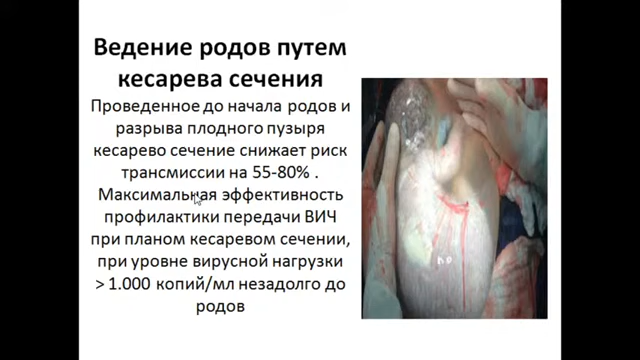 Ведение родов путем
кесарева сечения
Проведенное до начала родов и
разрыва плодного пузыря
кесарево сечение снижает риск
трансмиссии на 55-80% .
Максимальная эффективность
профилактики передачи ВИЧ
при планом кесаревом сечении,
при уровне вирусной нагрузки
> 1.000 копий/мл незадолго до
родов